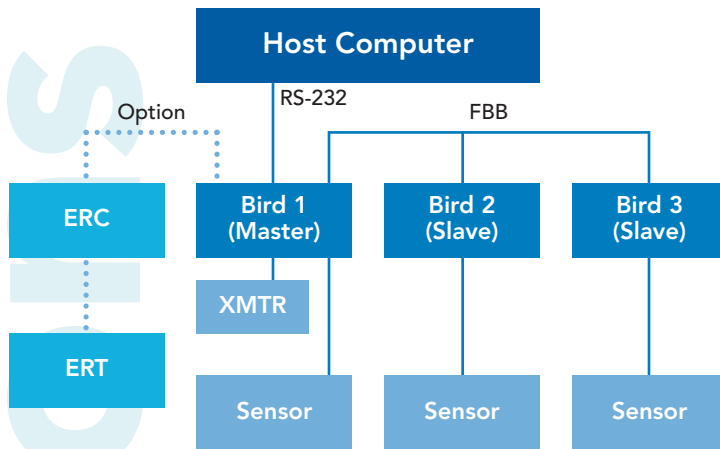 Host Computer
RS-232
Option
FBB
ERC
Bird 1
(Master)
Bird 2
(Slave)
Bird 3
(Slave)
XMTR
ERT
Sensor
Sensor
Sensor